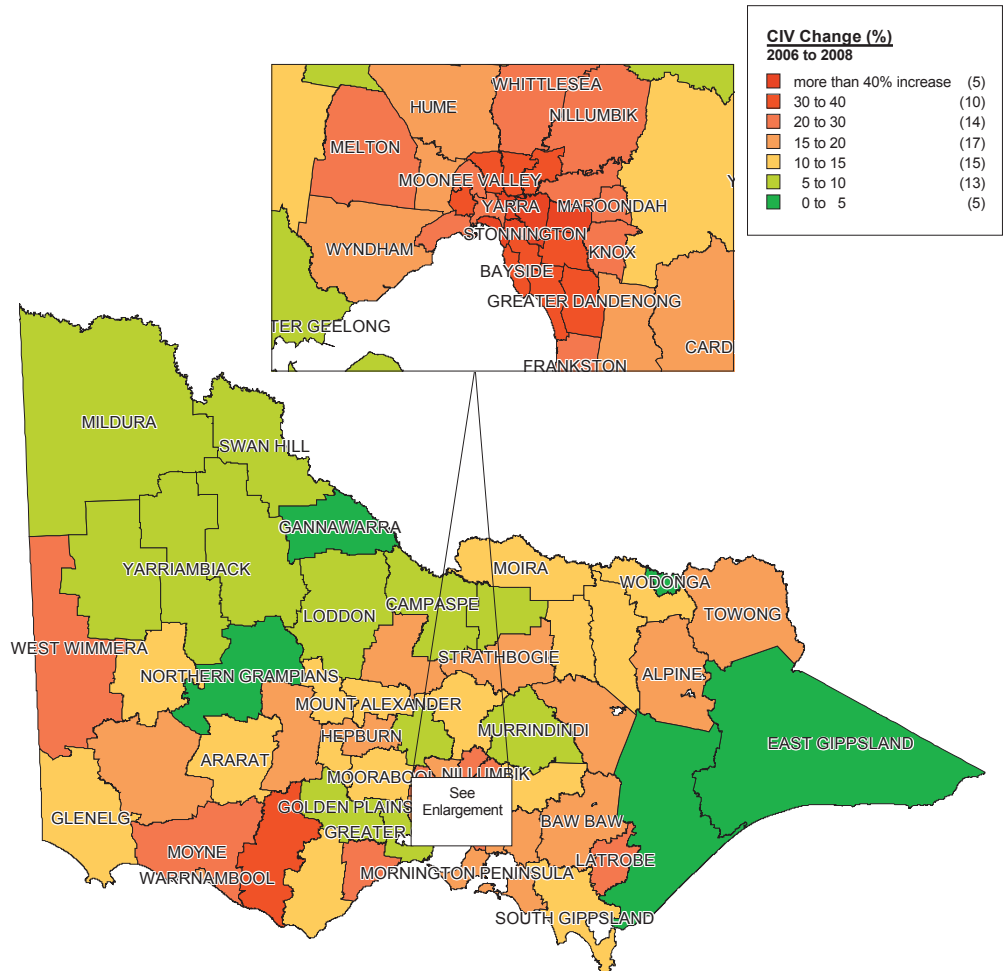 CIV Change (%)
2006 to 2008
more than 40% increase (5)
30 to 40 (10)
20 to 30 (14)
15 to 20 (17)
10 to 15 (15)
5 to 10 (13)
0 to 5 (5)
WHITTLESEA
HUME
NILLUMBIK
MELTON
MOONEE VALLEY
Y
YARRA
MAROONDAH
STONNINGTON
WYNDHAM
KNOX
BAYSIDE
GREATER DANDENONG
TER GEELONG
CARD
FRANKSTON
MILDURA
SWAN HILL
GANNAWARRA
YARRIAMBIACK
MOIRA
WODONGA
CAMPASPE
LODDON
TOWONG
WEST WIMMERA
STRATHBOGIE
NORTHERN GRAMPIANS
ALPINE
MOUNT ALEXANDER
HEPBURN
MURRINDINDI
EAST GIPPSLAND
ARARAT
MOORABOOL
NILLUMBIK
See
Enlargement
GOLDEN PLAINS
GLENELG
GREATER
BAW BAW
MOYNE
LATROBE
WARRNAMBOOL
MORNINGTON PENINSULA
SOUTH GIPPSLAND